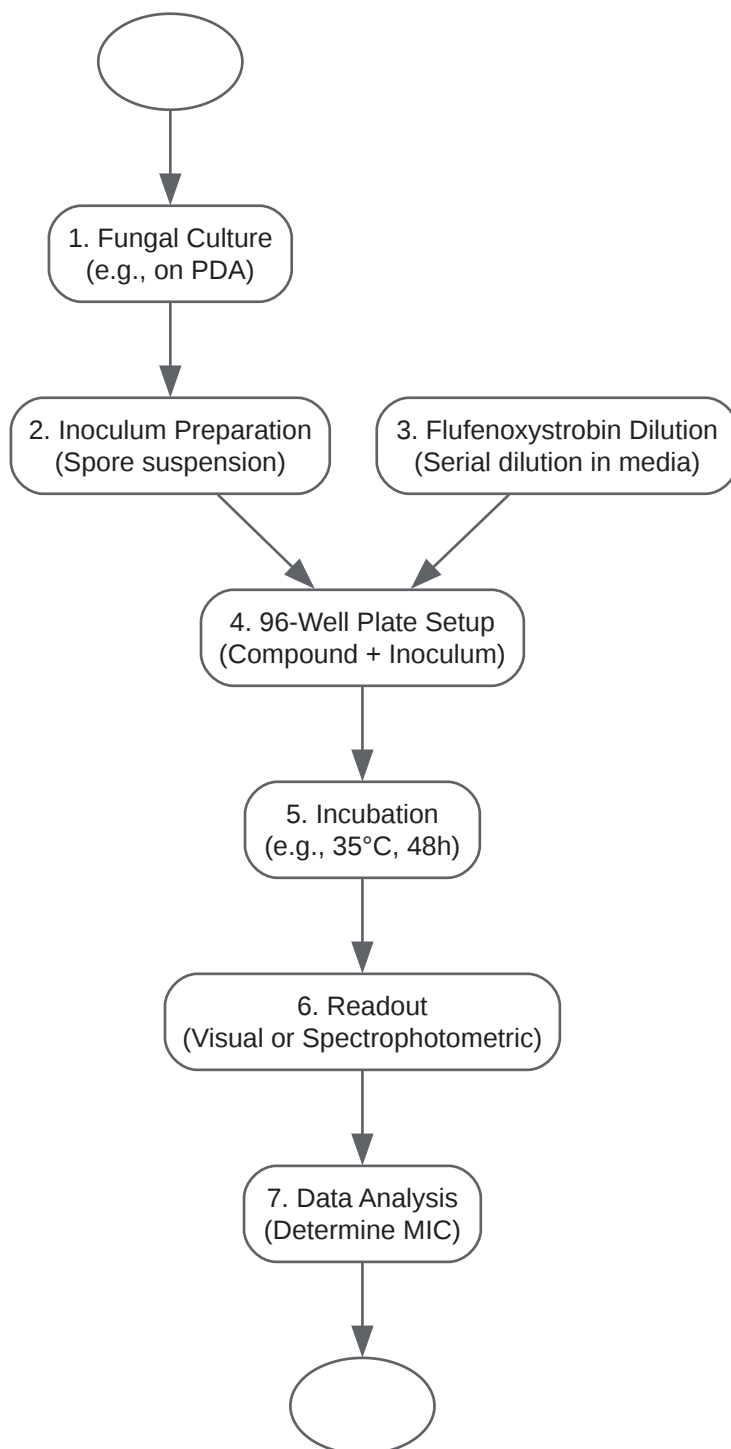 1. Fungal Culture
(e.g., on PDA)
2. Inoculum Preparation
(Spore suspension)
3. Flufenoxystrobin Dilution
(Serial dilution in media)
4. 96-Well Plate Setup
(Compound + Inoculum)
5. Incubation
(e.g., 35°C, 48h)
6. Readout
(Visual or Spectrophotometric)
7. Data Analysis
(Determine MIC)